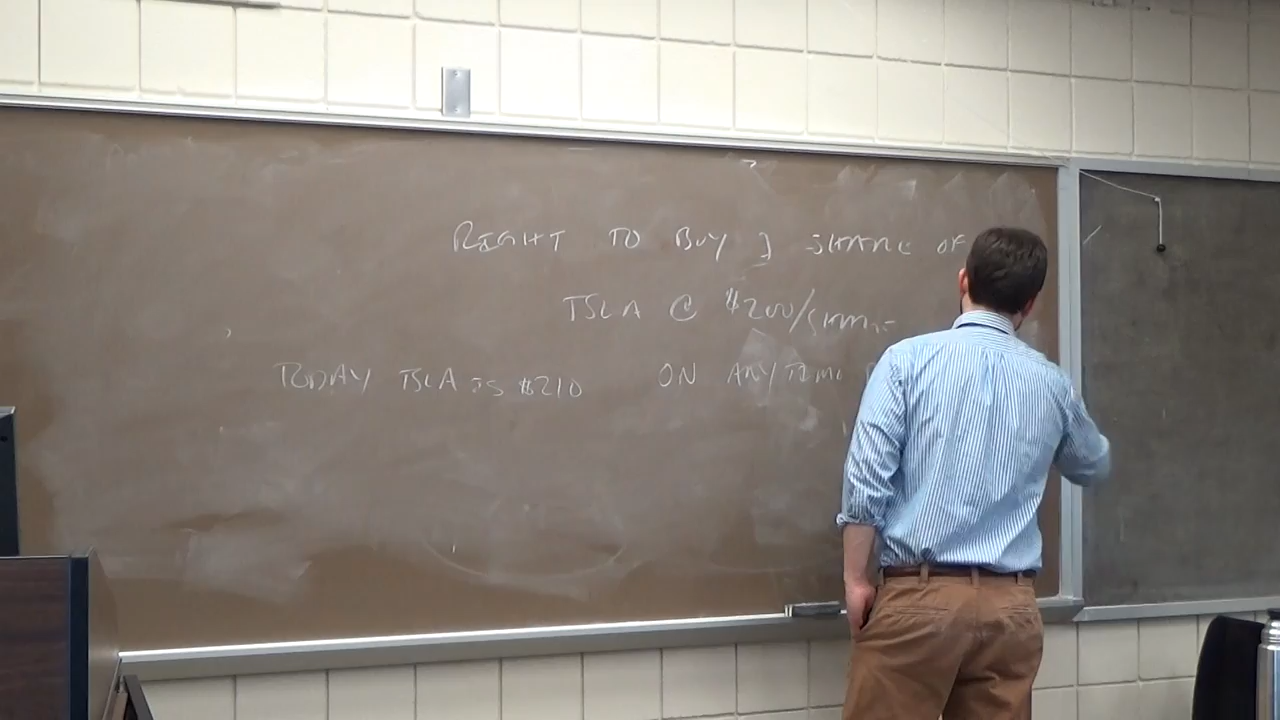 RIGHT TO BUY 1 SHARE OF
TSLA @ $200/SHARE
TODAY TSLA IS $210 ON ANYTIME